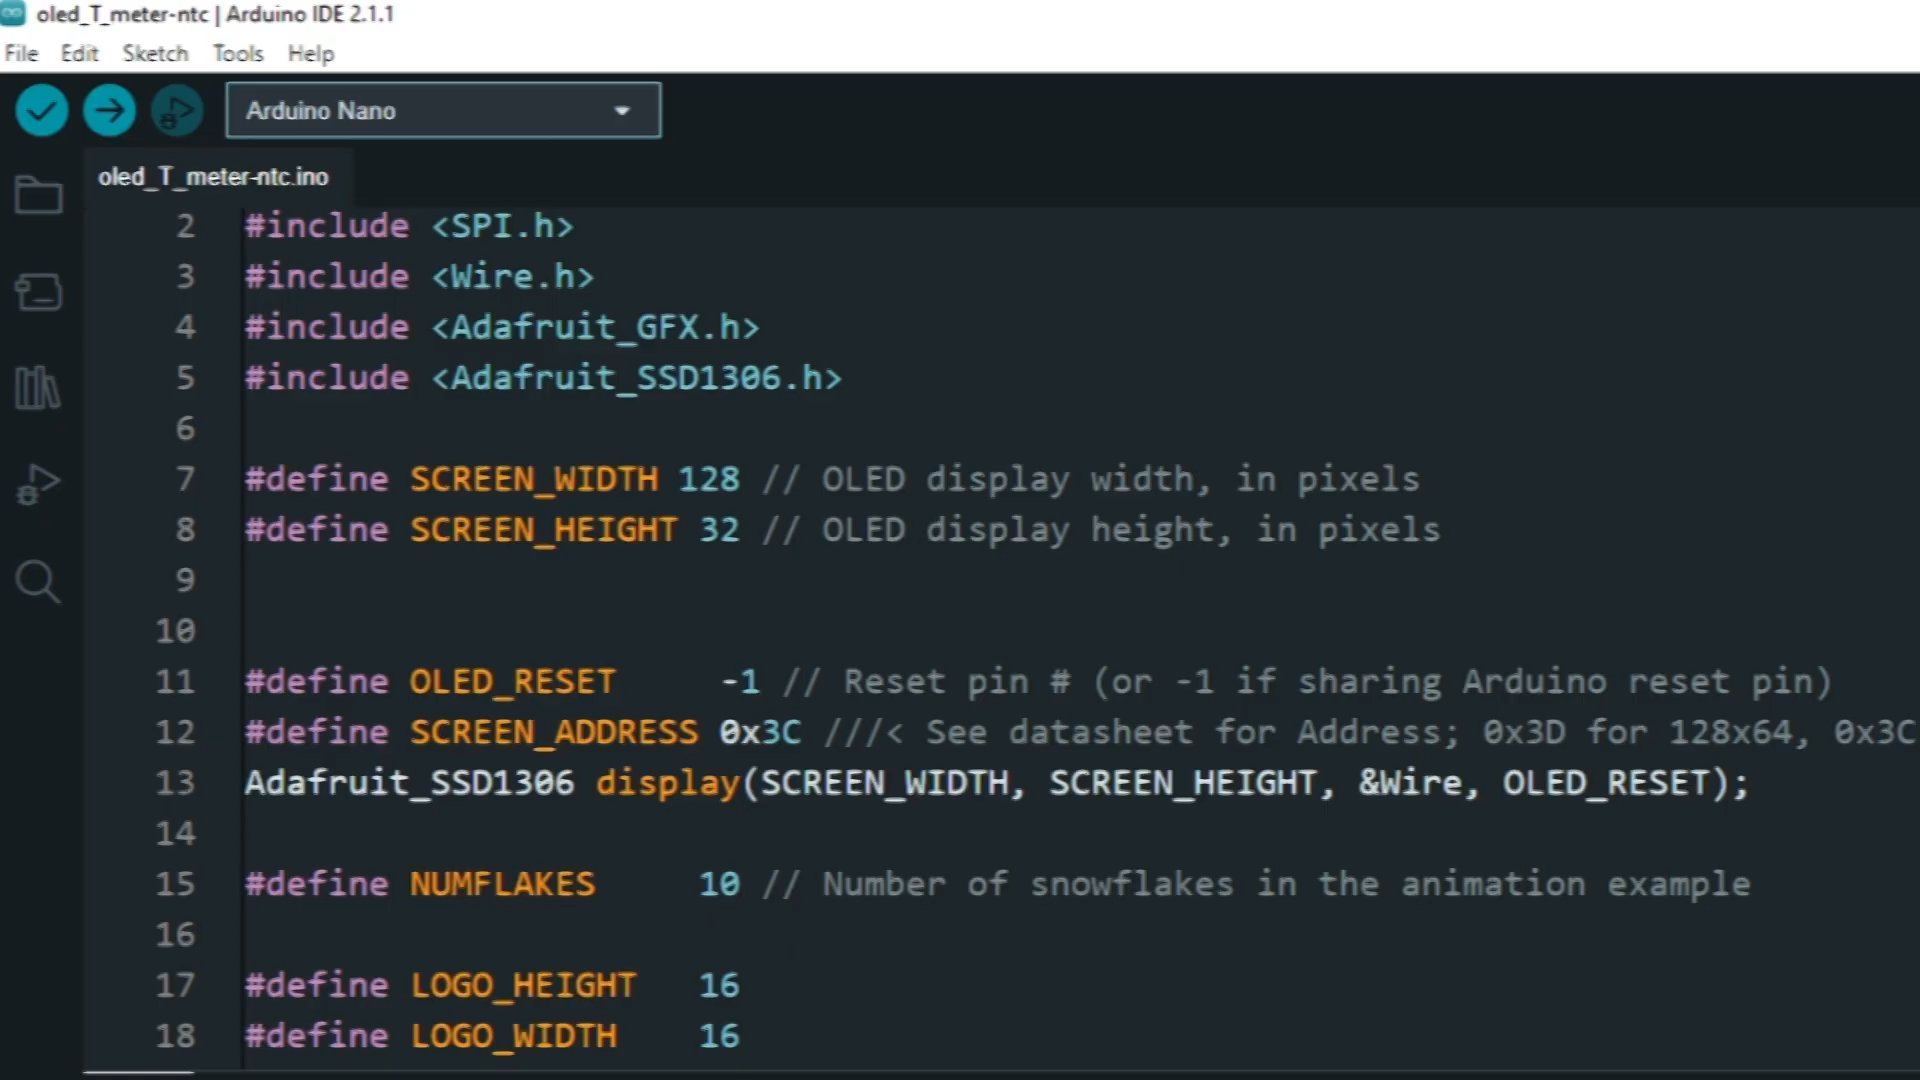 oled_T_meter-ntc | Arduino IDE 2.1.1
File Edit Sketch Tools Help
Arduino Nano
oled_T_meter-ntc.ino
2 #include <SPI.h>
3 #include <Wire.h>
4 #include <Adafruit_GFX.h>
5 #include <Adafruit_SSD1306.h>
6
7 #define SCREEN_WIDTH 128 // OLED display width, in pixels
8 #define SCREEN_HEIGHT 32 // OLED display height, in pixels
9
10
11 #define OLED_RESET     -1 // Reset pin # (or -1 if sharing Arduino reset pin)
12 #define SCREEN_ADDRESS 0x3C ///< See datasheet for Address; 0x3D for 128x64, 0x3C
13 Adafruit_SSD1306 display(SCREEN_WIDTH, SCREEN_HEIGHT, &Wire, OLED_RESET);
14
15 #define NUMFLAKES     10 // Number of snowflakes in the animation example
16
17 #define LOGO_HEIGHT   16
18 #define LOGO_WIDTH    16